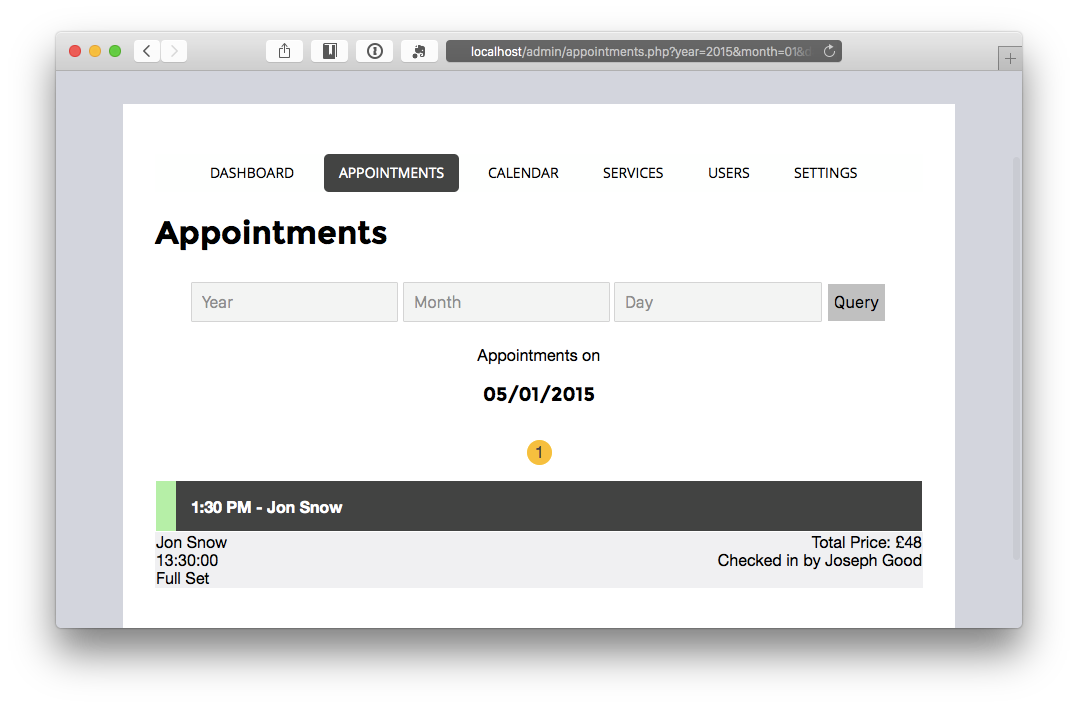 localhost/admin/appointments.php?year=2015&month=01&
DASHBOARD APPOINTMENTS CALENDAR SERVICES USERS SETTINGS
Appointments
Year Month Day Query
Appointments on
05/01/2015
1
1:30 PM - Jon Snow
Jon Snow Total Price: £48
13:30:00 Checked in by Joseph Good
Full Set